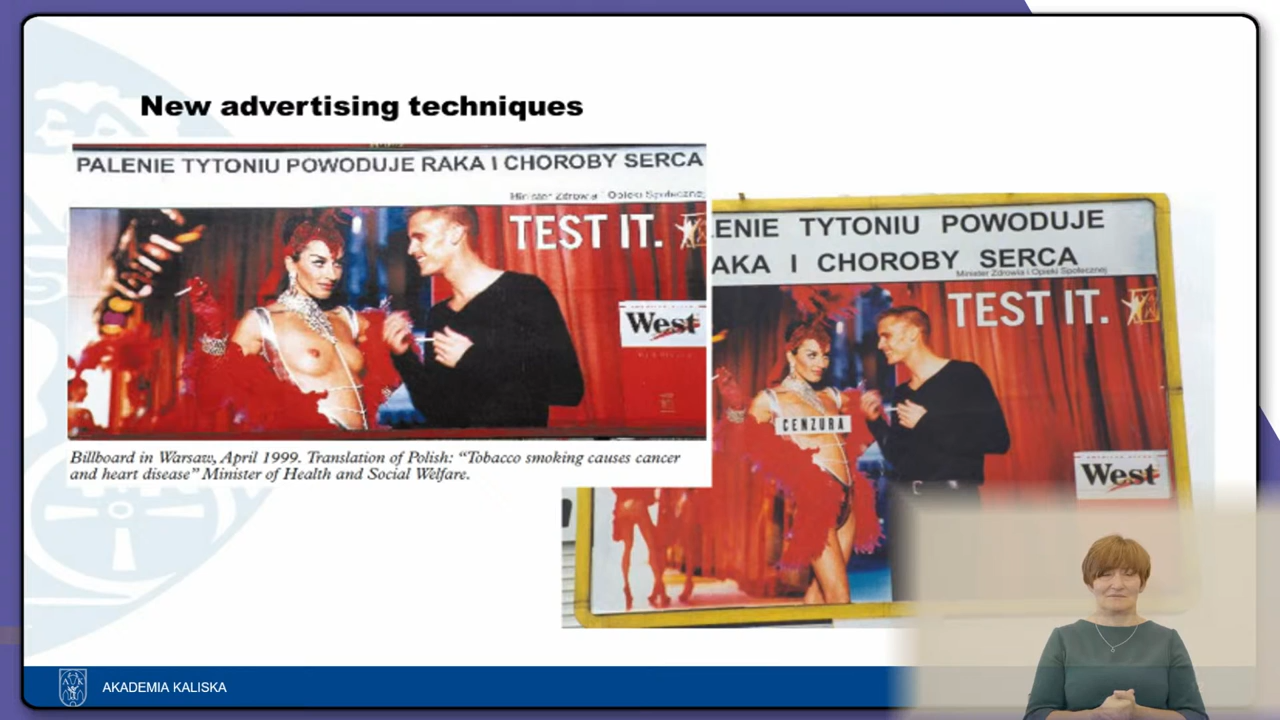 New advertising techniques
PALENIE TYTONIU POWODUJE RAKA I CHOROBY SERCA
Minister Zdrowia i Opieki Społecznej
TEST IT.
West
Billboard in Warsaw, April 1999. Translation of Polish: “Tobacco smoking causes cancer
and heart disease” Minister of Health and Social Welfare.
LENIE TYTONIU POWODUJE
AKA I CHOROBY SERCA
Minister Zdrowia i Opieki Społecznej
TEST IT.
CENZURA
West
AKADEMIA KALISKA